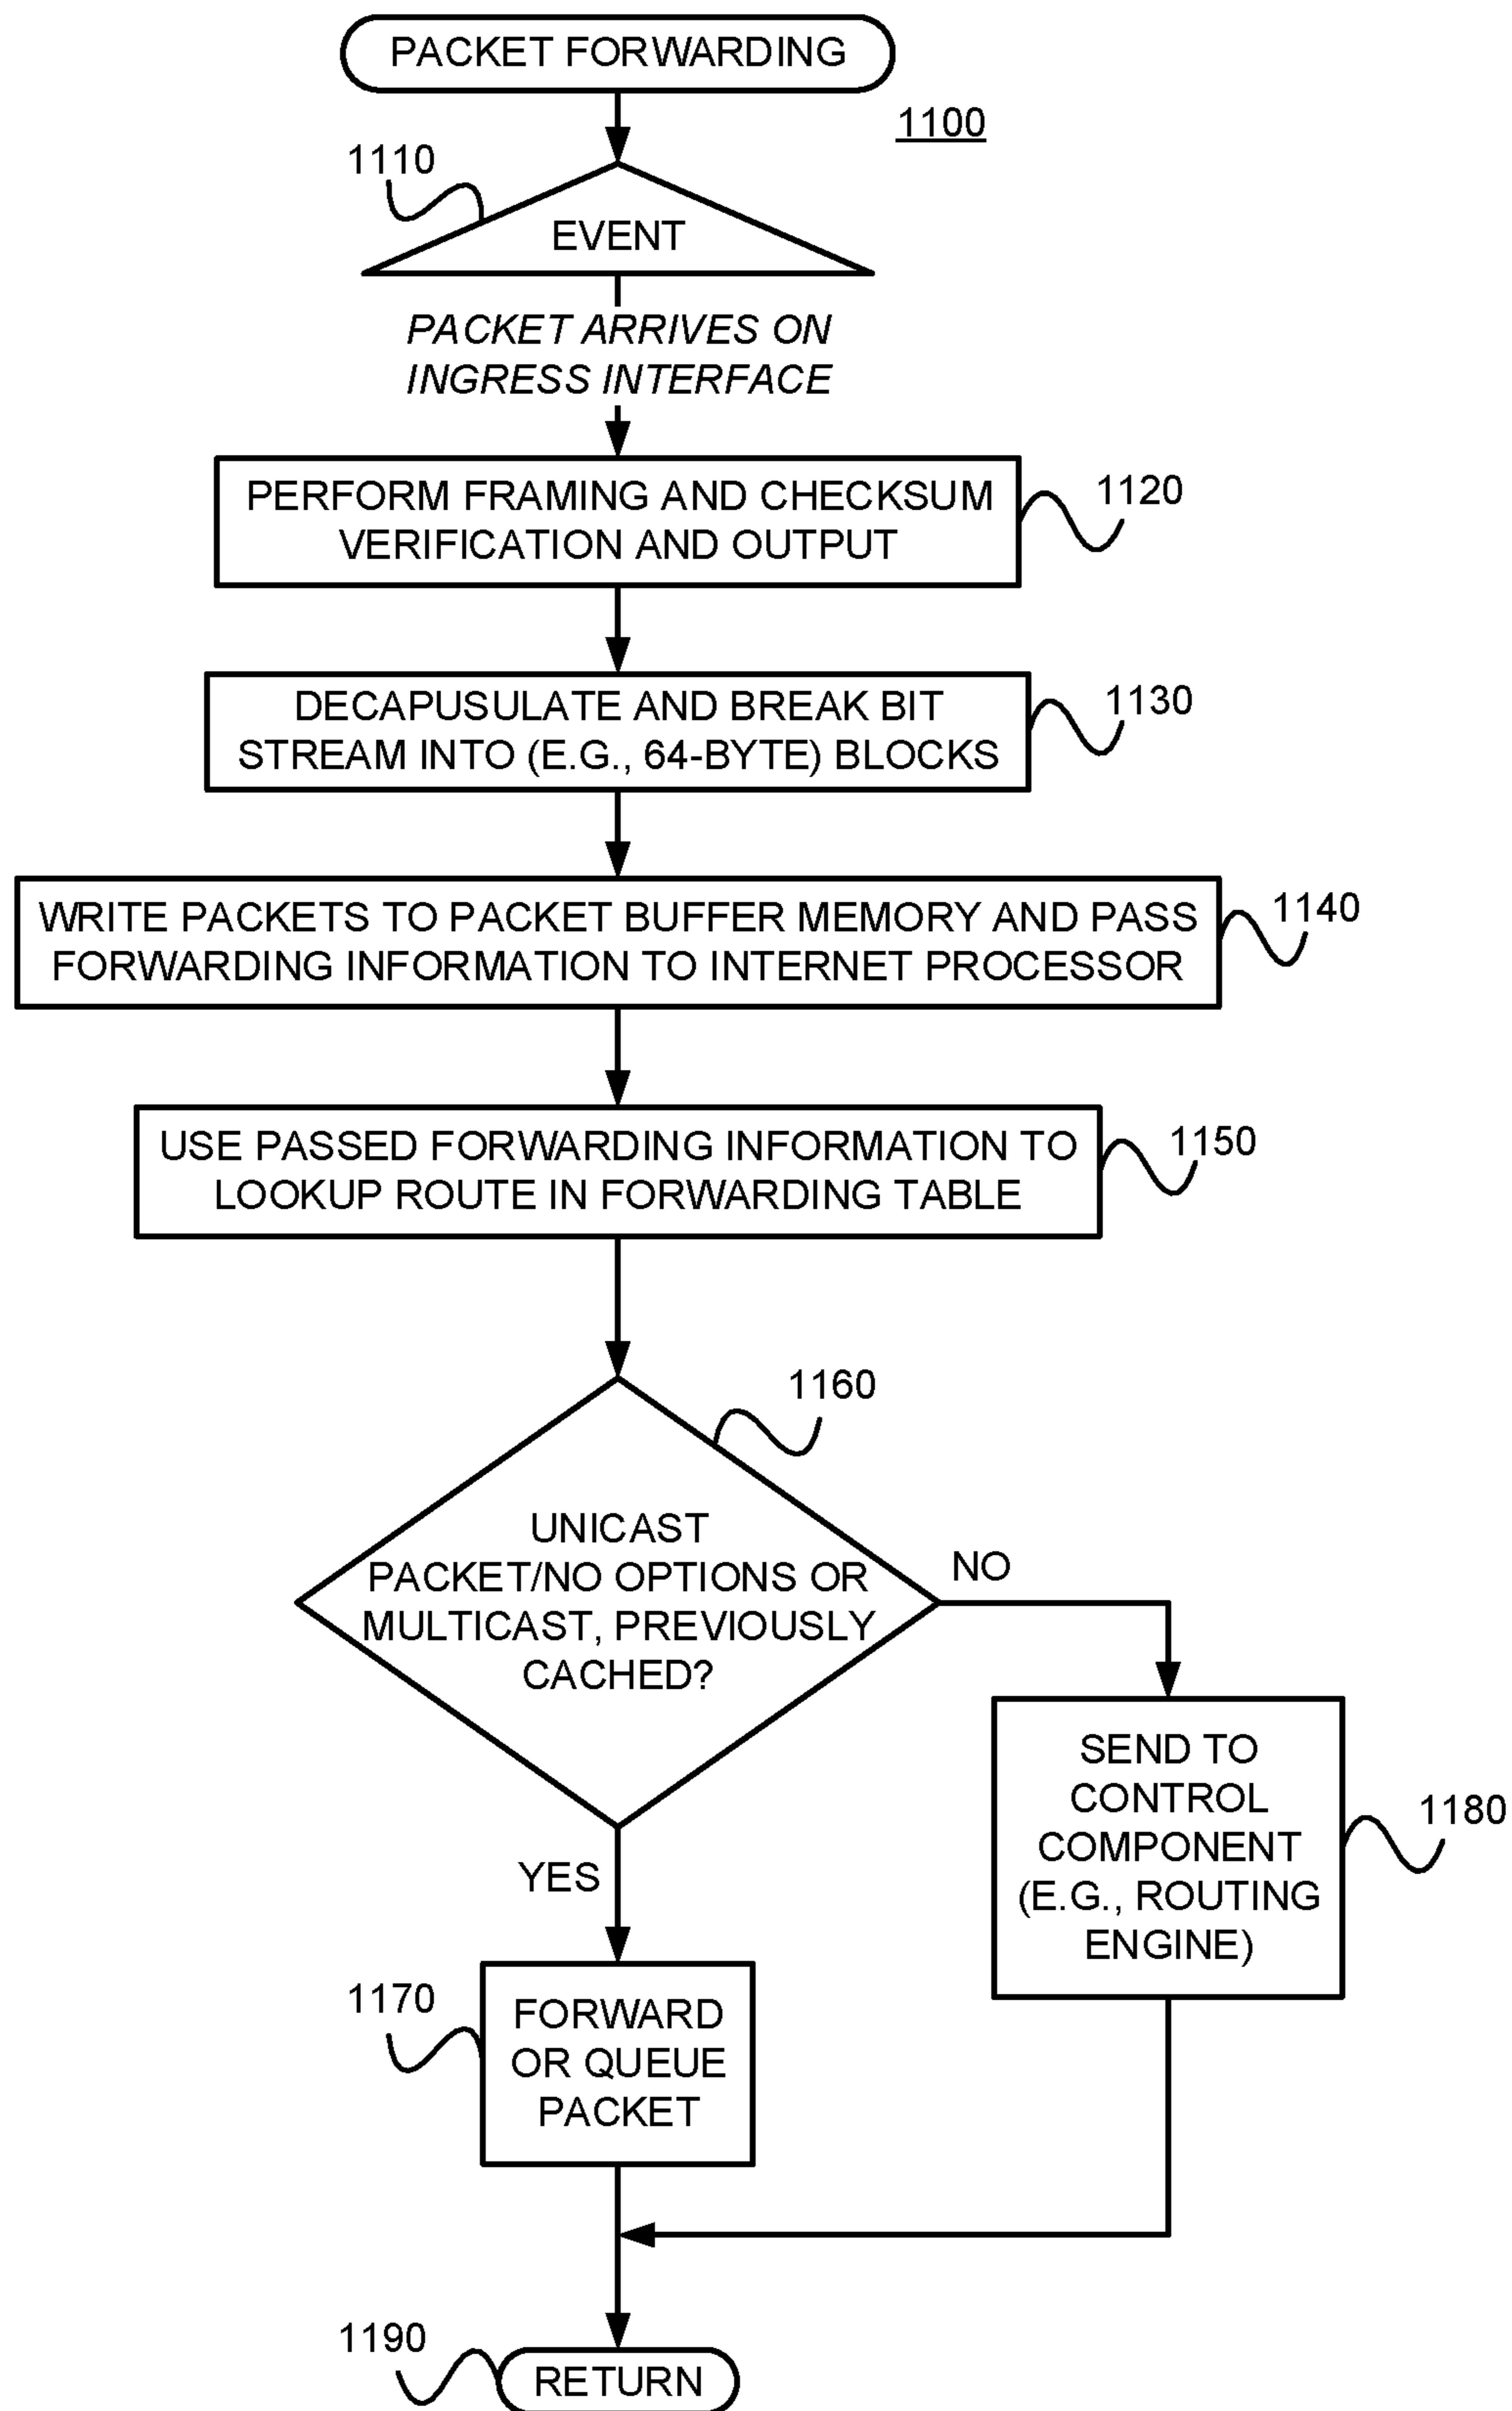 PACKET FORWARDING
1100
1110
EVENT
PACKET ARRIVES ON
INGRESS INTERFACE
PERFORM FRAMING AND CHECKSUM
VERIFICATION AND OUTPUT
1120
DECAPUSULATE AND BREAK BIT
STREAM INTO (E.G., 64-BYTE) BLOCKS
1130
WRITE PACKETS TO PACKET BUFFER MEMORY AND PASS
FORWARDING INFORMATION TO INTERNET PROCESSOR
1140
USE PASSED FORWARDING INFORMATION TO
LOOKUP ROUTE IN FORWARDING TABLE
1150
1160
UNICAST
PACKET/NO OPTIONS OR
MULTICAST, PREVIOUSLY
CACHED?
NO
SEND TO
CONTROL
COMPONENT
(E.G., ROUTING
ENGINE)
1180
YES
1170
FORWARD
OR QUEUE
PACKET
1190
RETURN